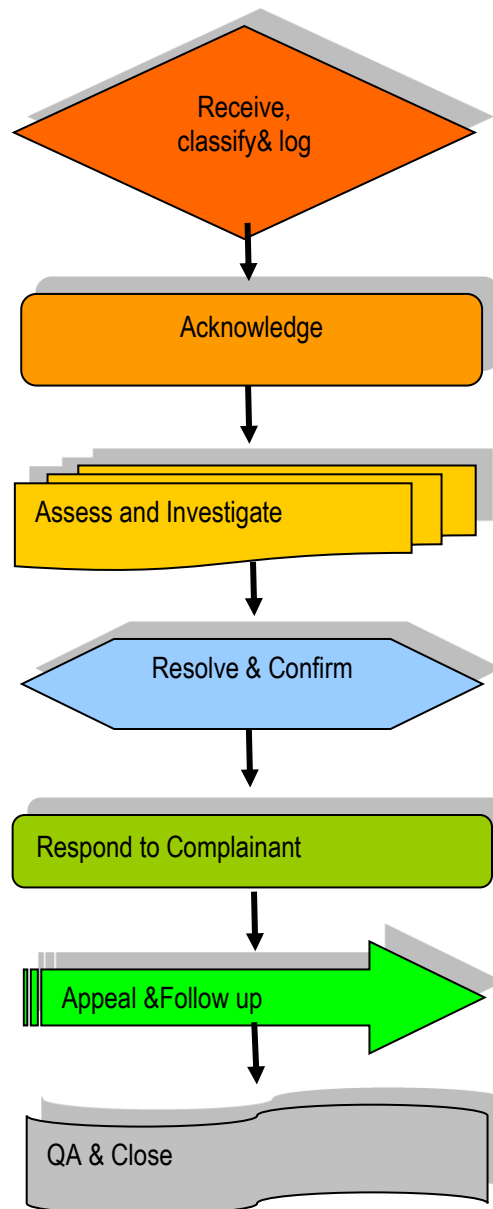 Receive,
classify& log
Acknowledge
Assess and Investigate
Resolve & Confirm
Respond to Complainant
Appeal &Follow up
QA & Close